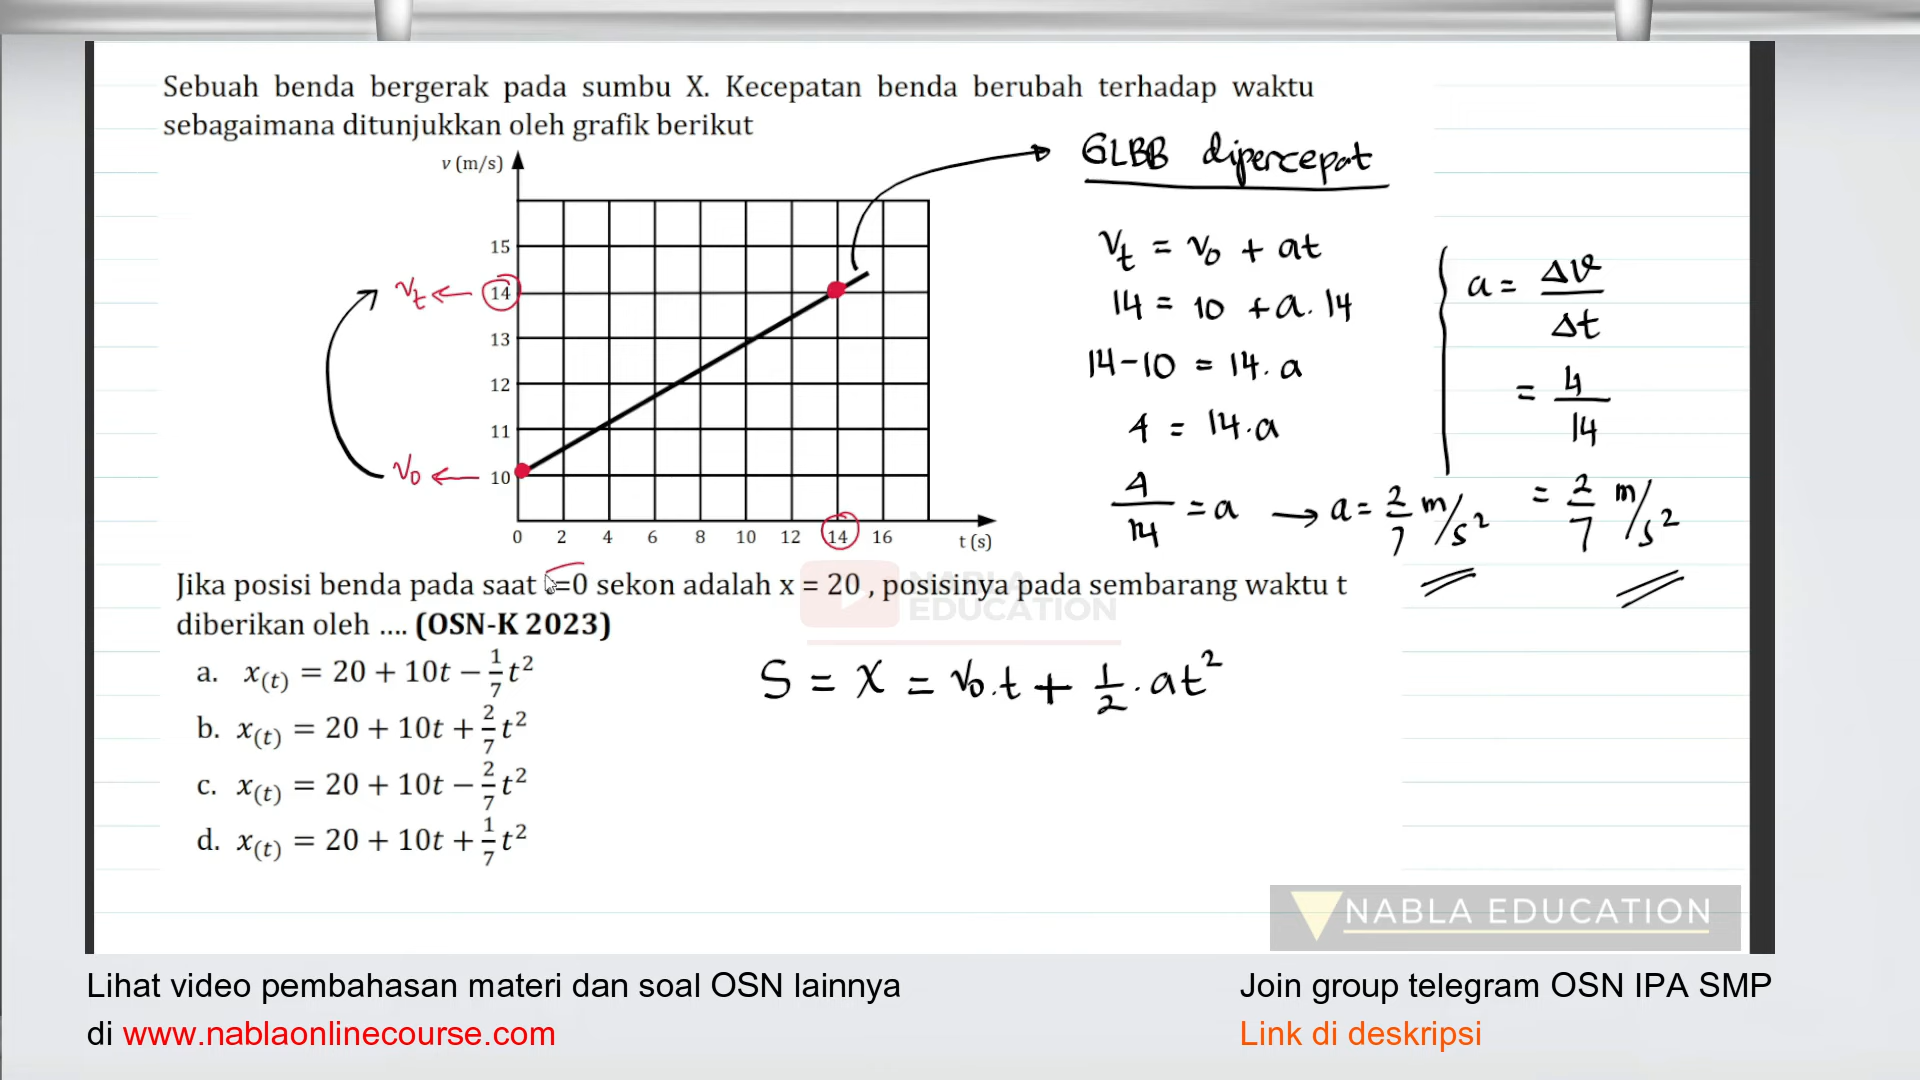 Sebuah benda bergerak pada sumbu X. Kecepatan benda berubah terhadap waktu
sebagaimana ditunjukkan oleh grafik berikut
v (m/s)
15
14
13
12
11
10
0 2 4 6 8 10 12 14 16
t (s)
vt ←
v0 ←
GLBB dipercepat
vt = v0 + at
14 = 10 + a. 14
14-10 = 14. a
4 = 14.a
4/14 = a → a = 2/7 m/s²
a = Δv/Δt
= 4/14
= 2/7 m/s²
Jika posisi benda pada saat =0 sekon adalah x = 20 , posisinya pada sembarang waktu t
diberikan oleh .... (OSN-K 2023)
a. x(t) = 20 + 10t − 1/7 t²
b. x(t) = 20 + 10t + 2/7 t²
c. x(t) = 20 + 10t − 2/7 t²
d. x(t) = 20 + 10t + 1/7 t²
S = x = v0.t + 1/2 . at²
NABLA
EDUCATION
NABLA EDUCATION
Lihat video pembahasan materi dan soal OSN lainnya
di www.nablaonlinecourse.com
Join group telegram OSN IPA SMP
Link di deskripsi